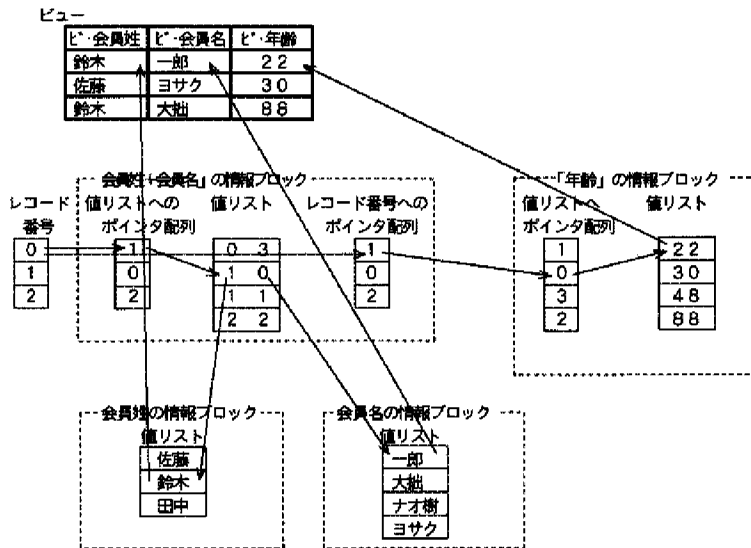 ビュー
ビ・会員姓 ビ・会員名 ビ・年齢
鈴木 一郎 22
佐藤 ヨサク 30
鈴木 大拙 88
会員姓+会員名」の情報ブロック
「年齢」の情報ブロック
レコード 値リストへの 値リスト レコード番号への 値リストへ 値リスト
番号 ポインタ配列 ポインタ配列 ポインタ配列
0 1 0 3 1 1 22
1 0 1 0 0 0 30
2 2 1 1 2 3 48
2 2 2 88
会員姓の情報ブロック 会員名の情報ブロック
値リスト 値リスト
佐藤 一郎
鈴木 大拙
田中 ナオ樹
ヨサク